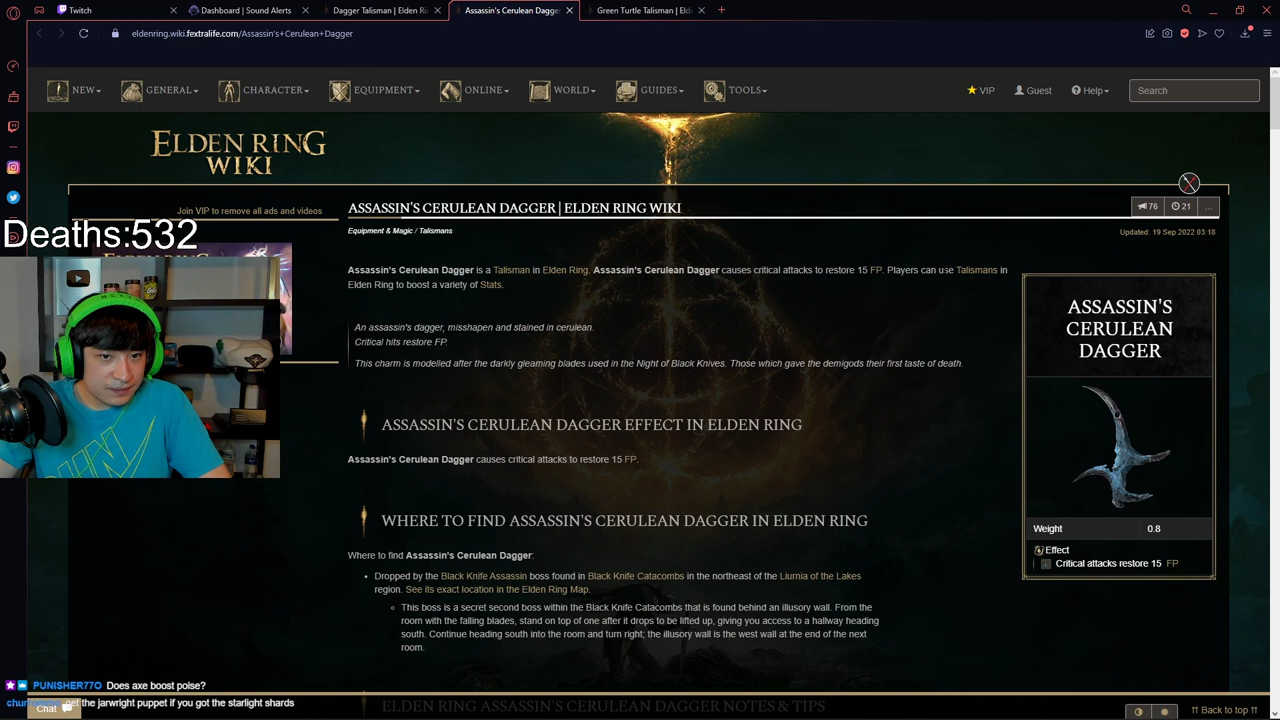 Twitch
Dashboard | Sound Alerts
Dagger Talisman | Elden Ri
Assassin's Cerulean Dagger
Green Turtle Talisman | Eld
eldenring.wiki.fextralife.com/Assassin's+Cerulean+Dagger
NEW
GENERAL
CHARACTER
EQUIPMENT
ONLINE
WORLD
GUIDES
TOOLS
VIP
Guest
Help
Search
ELDEN RING
WIKI
Join VIP to remove all ads and videos
Deaths:532
ASSASSIN'S CERULEAN DAGGER | ELDEN RING WIKI
76
21
...
Equipment & Magic / Talismans
Updated: 19 Sep 2022 03:18
Assassin's Cerulean Dagger is a Talisman in Elden Ring. Assassin's Cerulean Dagger causes critical attacks to restore 15 FP. Players can use Talismans in
Elden Ring to boost a variety of Stats.
An assassin's dagger, misshapen and stained in cerulean.
Critical hits restore FP.
This charm is modelled after the darkly gleaming blades used in the Night of Black Knives. Those which gave the demigods their first taste of death.
ASSASSIN'S
CERULEAN
DAGGER
Weight 0.8
Effect
Critical attacks restore 15 FP
ASSASSIN'S CERULEAN DAGGER EFFECT IN ELDEN RING
Assassin's Cerulean Dagger causes critical attacks to restore 15 FP.
WHERE TO FIND ASSASSIN'S CERULEAN DAGGER IN ELDEN RING
Where to find Assassin's Cerulean Dagger:
Dropped by the Black Knife Assassin boss found in Black Knife Catacombs in the northeast of the Liurnia of the Lakes
region. See its exact location in the Elden Ring Map.
This boss is a secret second boss within the Black Knife Catacombs that is found behind an illusory wall. From the
room with the falling blades, stand on top of one after it drops to be lifted up, giving you access to a hallway heading
south. Continue heading south into the room and turn right; the illusory wall is the west wall at the end of the next
room.
ELDEN RING ASSASSIN'S CERULEAN DAGGER NOTES & TIPS
PUNISHER77O Does axe boost poise?
the jarwright puppet if you got the starlight shards
Chat
Back to top